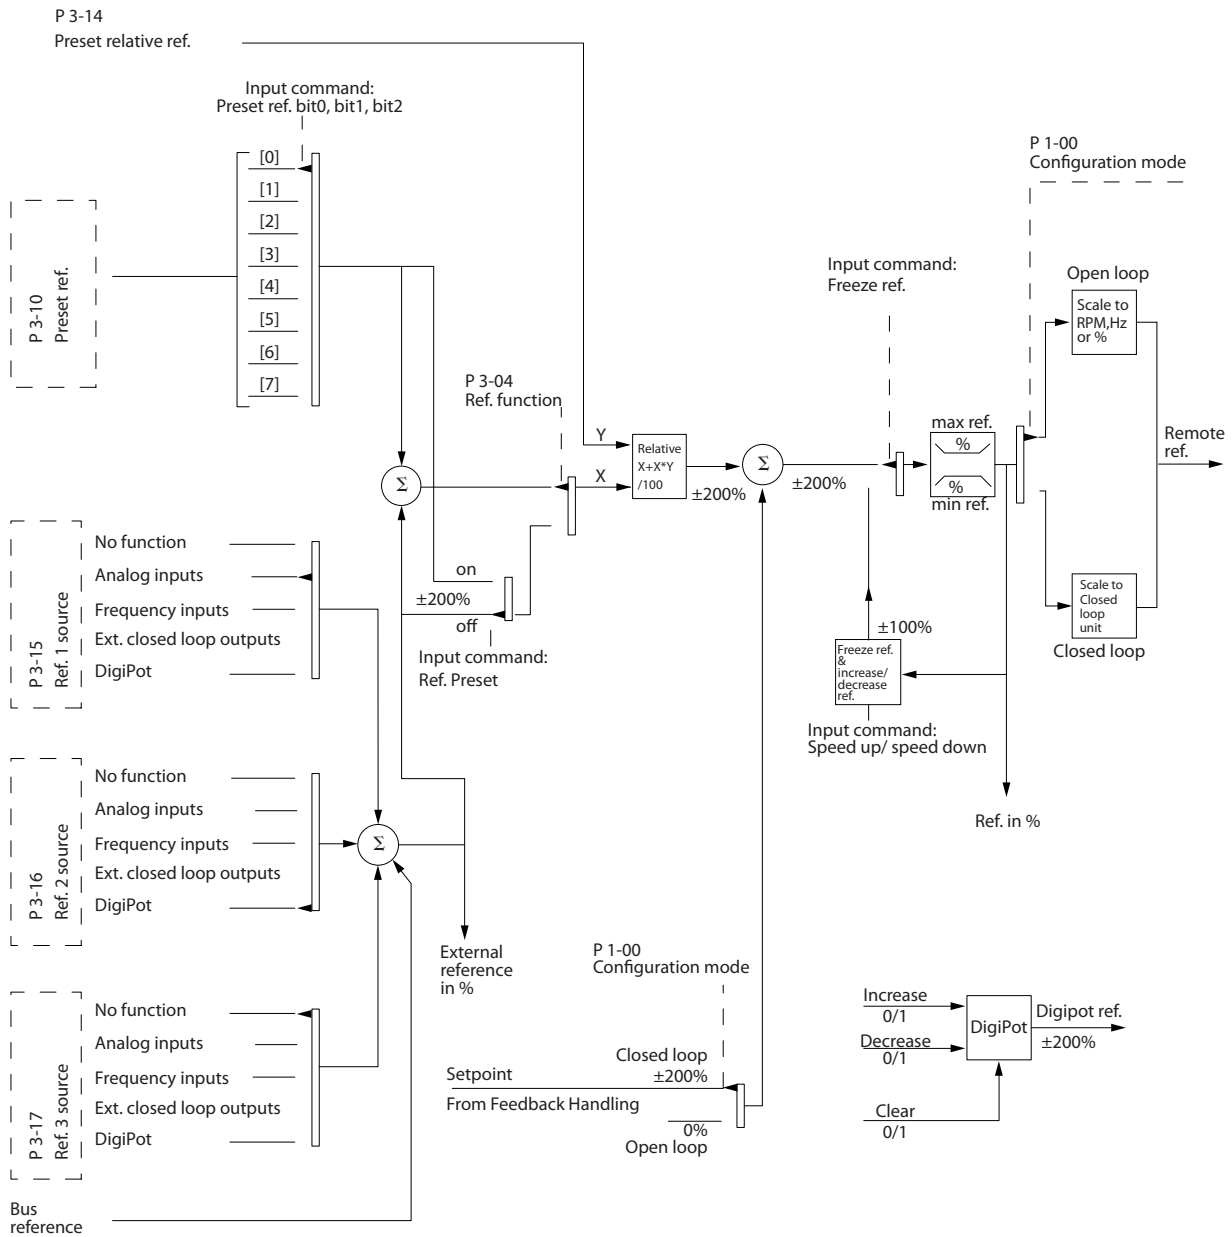 P 3-14
Preset relative ref.
Input command:
Preset ref. bit0, bit1, bit2
[0]
[1]
[2]
[3]
[4]
[5]
[6]
[7]
P 3-10
Preset ref.
P 1-00
Configuration mode
Input command:
Freeze ref.
Open loop
Scale to
RPM,Hz
or %
P 3-04
Ref. function
Y
X
Relative
X+X*Y
/100
±200%
Σ
±200%
max ref.
%
%
min ref.
Remote
ref.
Σ
on
±200%
off
Input command:
Ref. Preset
±100%
Freeze ref.
&
increase/
decrease
ref.
Input command:
Speed up/ speed down
Scale to
Closed
loop
unit
Closed loop
Ref. in %
P 3-15
Ref. 1 source
No function
Analog inputs
Frequency inputs
Ext. closed loop outputs
DigiPot
P 3-16
Ref. 2 source
No function
Analog inputs
Frequency inputs
Ext. closed loop outputs
DigiPot
Σ
External
reference
in %
P 3-17
Ref. 3 source
No function
Analog inputs
Frequency inputs
Ext. closed loop outputs
DigiPot
Bus
reference
P 1-00
Configuration mode
Closed loop
±200%
Setpoint
From Feedback Handling
0%
Open loop
Increase
0/1
Decrease
0/1
Clear
0/1
DigiPot
Digipot ref.
±200%